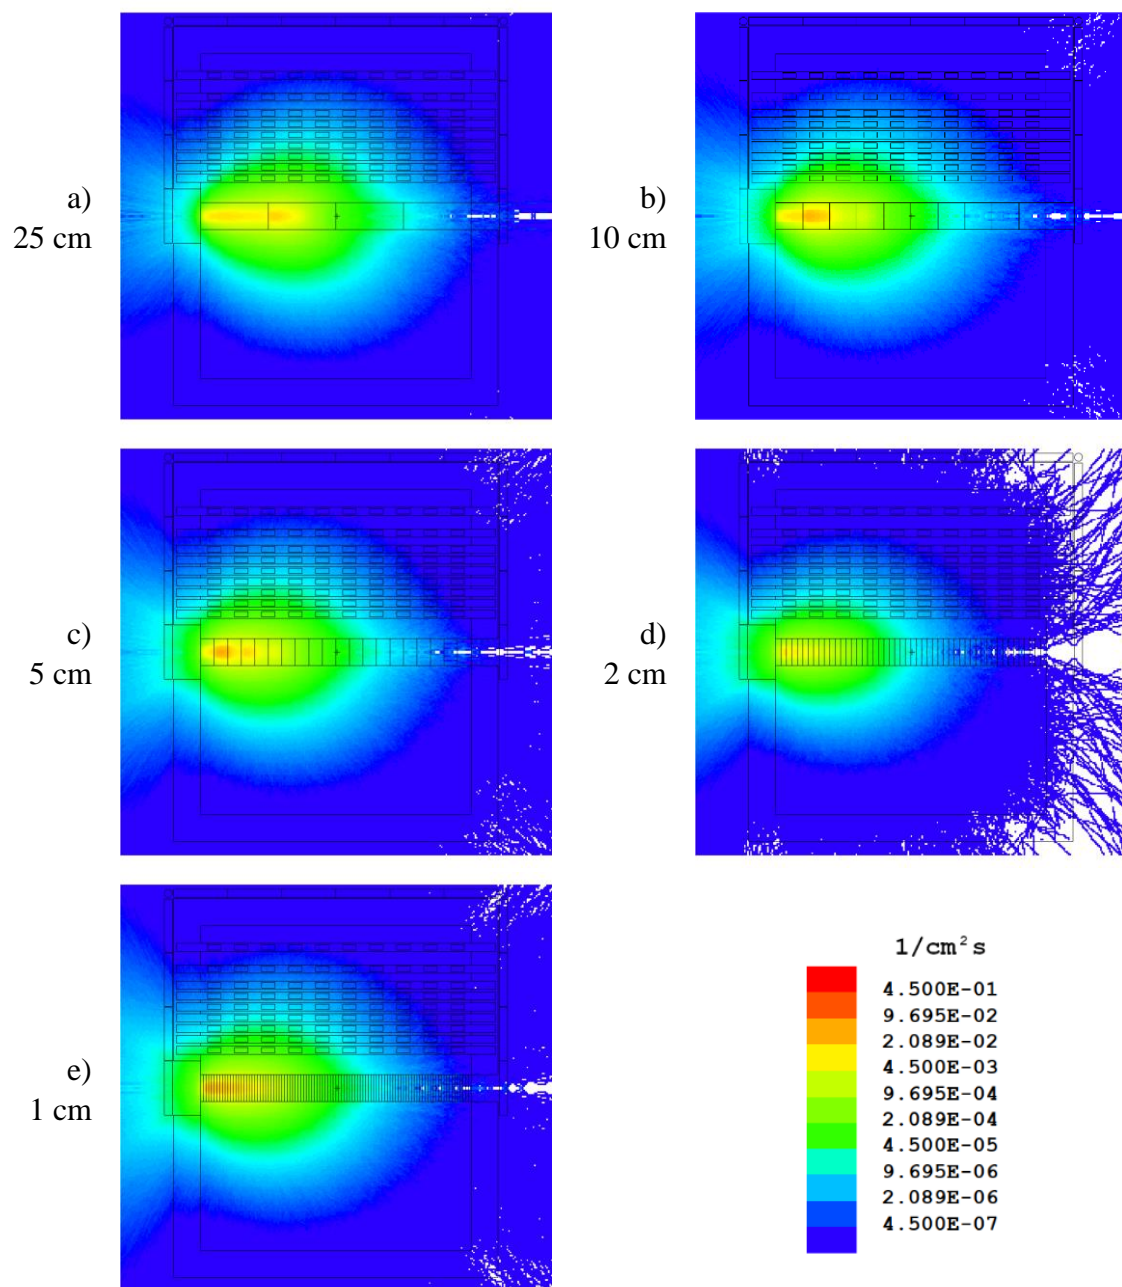 a)
25 cm
b)
10 cm
c)
5 cm
d)
2 cm
e)
1 cm
1/cm²s
4.500E-01
9.695E-02
2.089E-02
4.500E-03
9.695E-04
2.089E-04
4.500E-05
9.695E-06
2.089E-06
4.500E-07